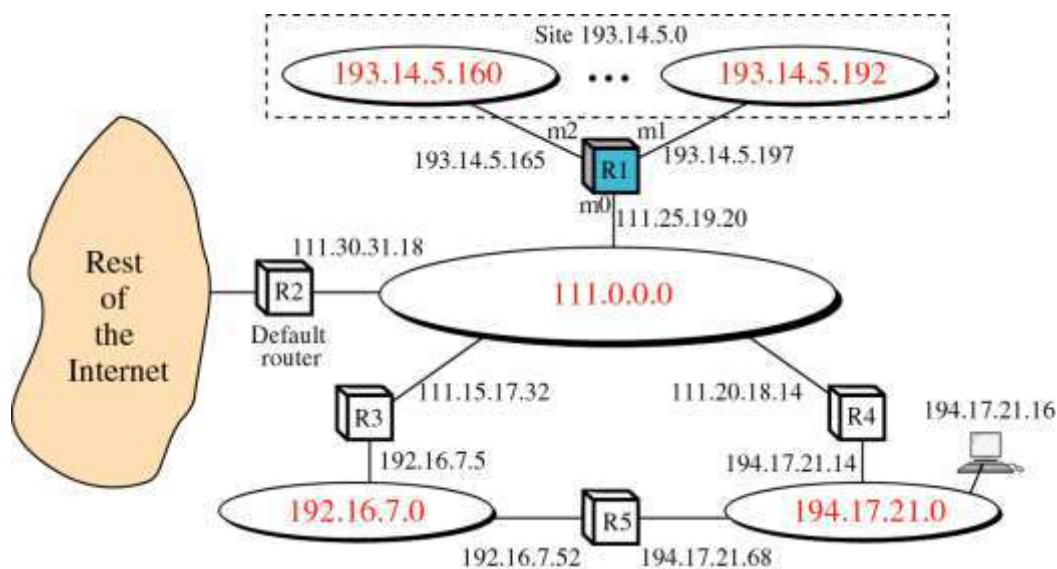 Site 193.14.5.0
193.14.5.160
• • •
193.14.5.192
m2
m1
193.14.5.165
193.14.5.197
R1
m0
111.25.19.20
111.30.31.18
Rest
of
the
Internet
R2
Default
router
111.0.0.0
111.15.17.32
111.20.18.14
R3
R4
194.17.21.16
192.16.7.5
194.17.21.14
192.16.7.0
R5
194.17.21.0
192.16.7.52
194.17.21.68